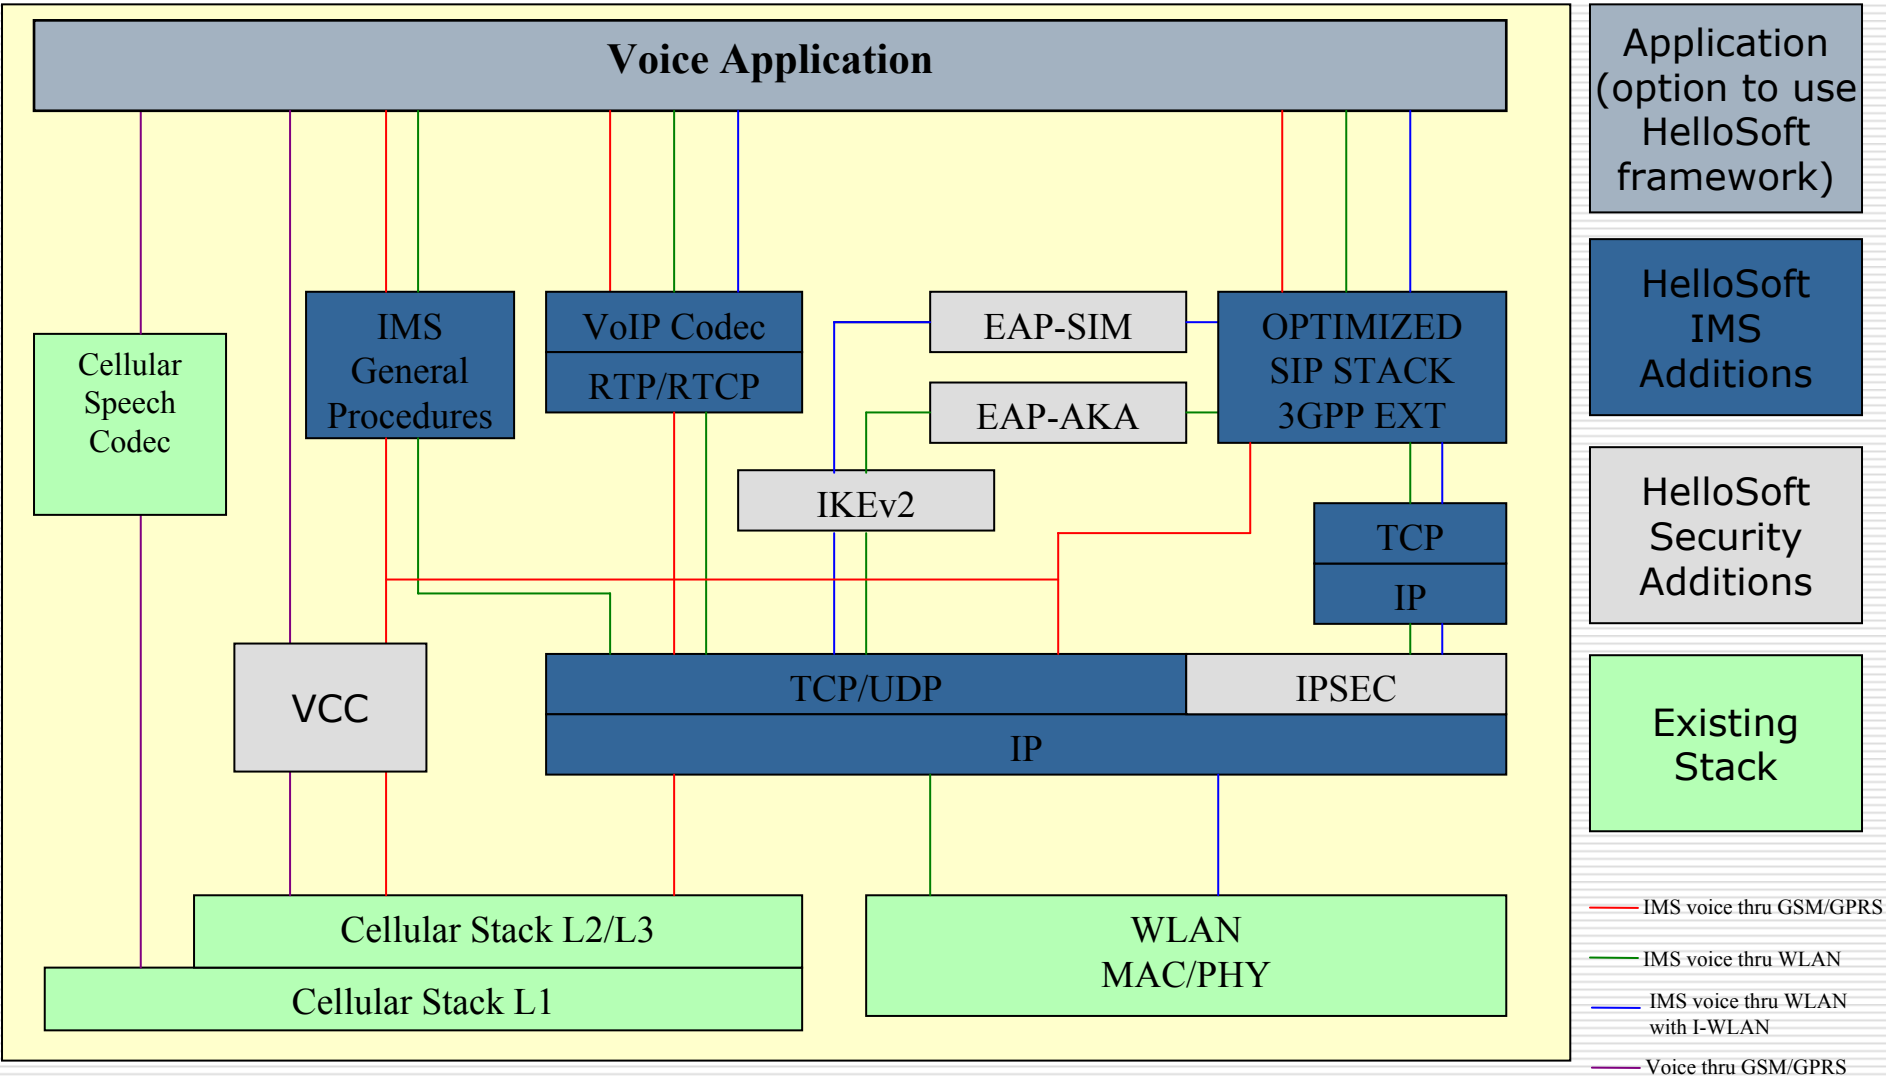 Voice Application
Cellular
Speech
Codec
IMS
General
Procedures
VoIP Codec
RTP/RTCP
EAP-SIM
EAP-AKA
OPTIMIZED
SIP STACK
3GPP EXT
IKEv2
TCP
IP
VCC
TCP/UDP
IPSEC
IP
Cellular Stack L2/L3
Cellular Stack L1
WLAN
MAC/PHY
Application
(option to use
HelloSoft
framework)
HelloSoft
IMS
Additions
HelloSoft
Security
Additions
Existing
Stack
IMS voice thru GSM/GPRS
IMS voice thru WLAN
IMS voice thru WLAN
with I-WLAN
Voice thru GSM/GPRS